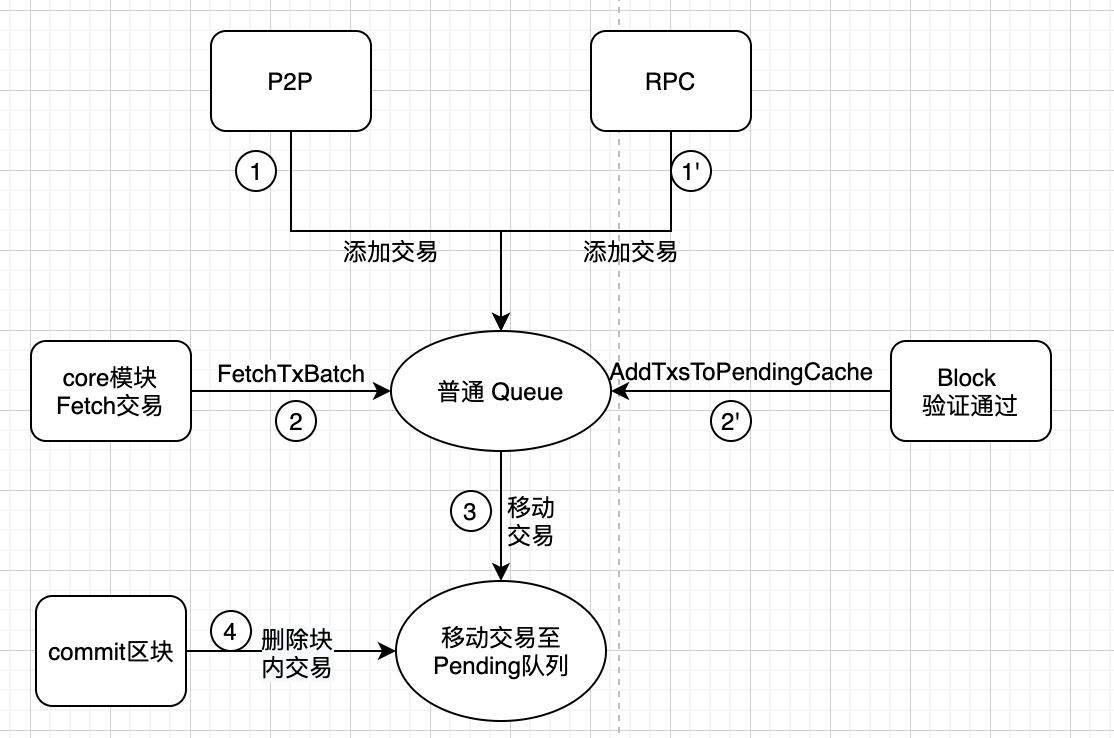 P2P
RPC
1
1'
添加交易
添加交易
core模块
Fetch交易
FetchTxBatch
2
普通 Queue
AddTxsToPendingCache
2'
Block
验证通过
3
移动
交易
commit区块
4
删除块
内交易
移动交易至
Pending队列